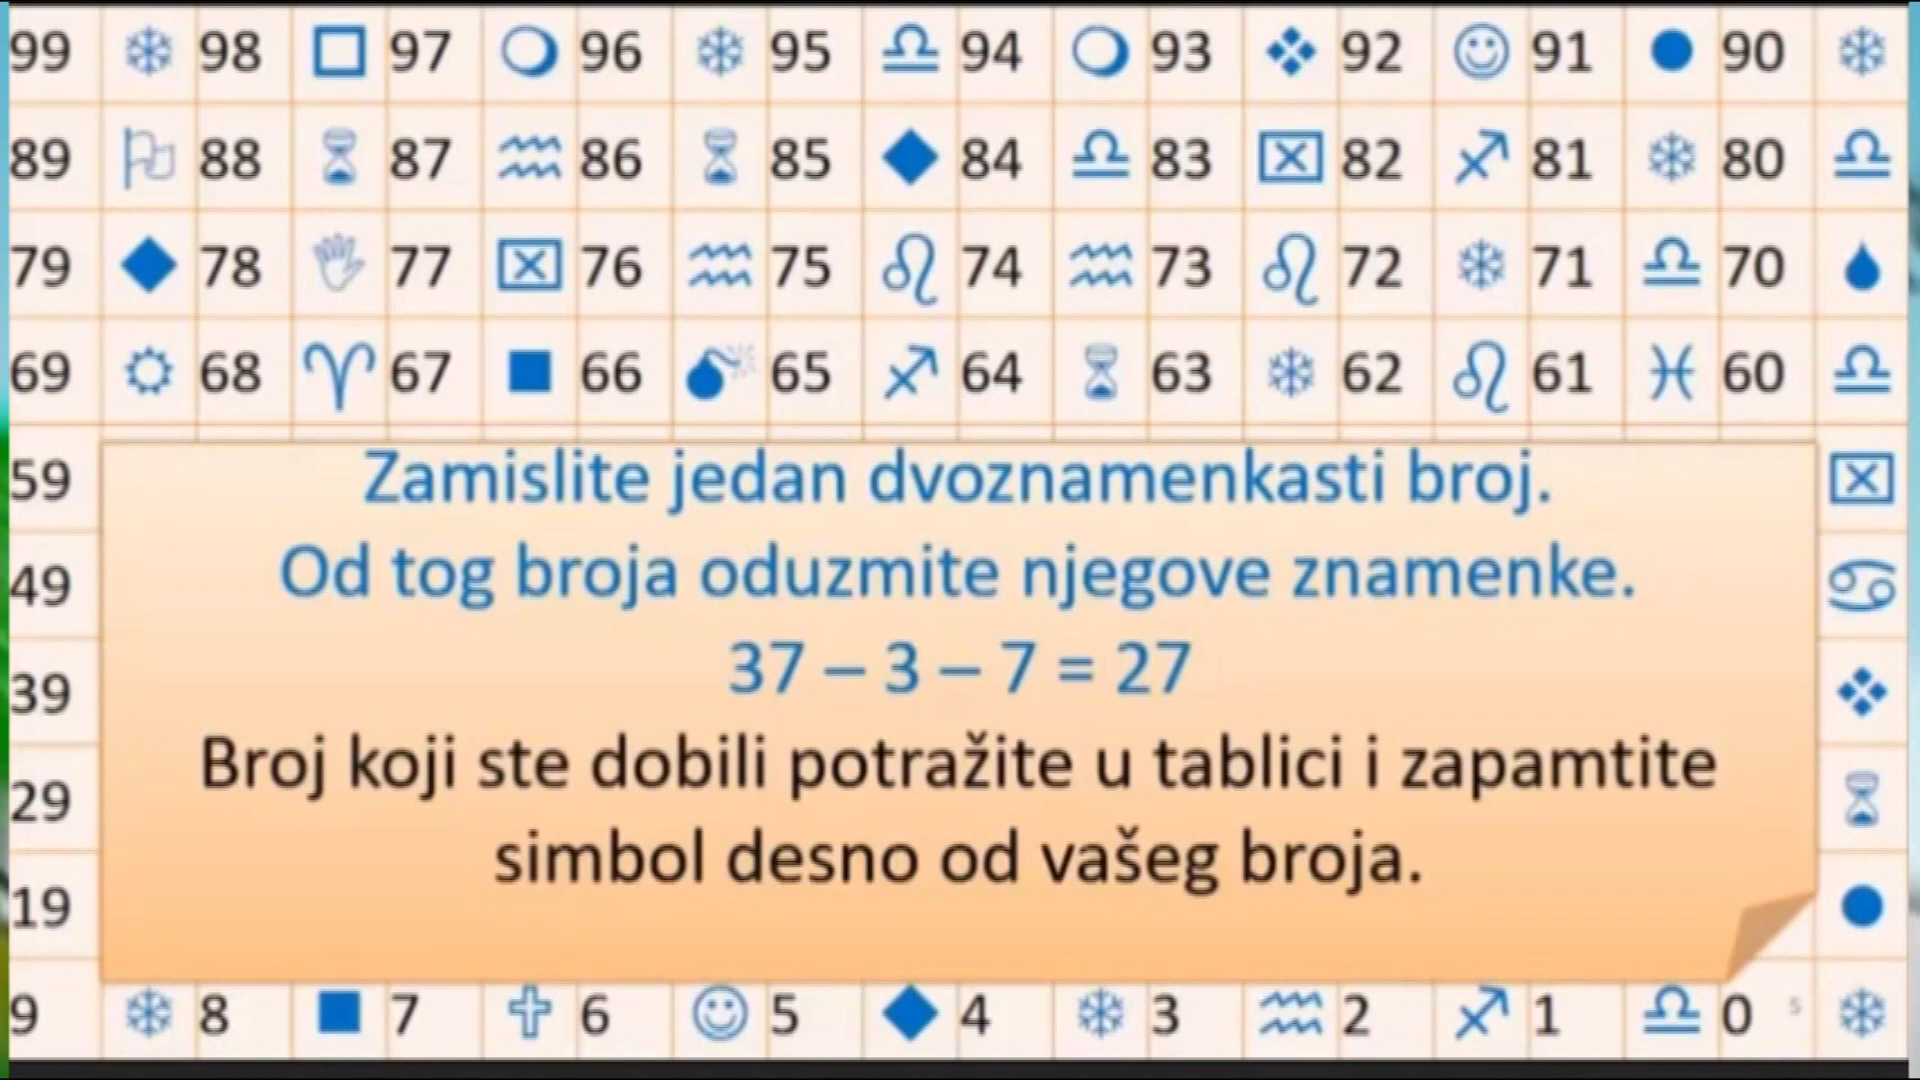 99 98 97 96 95 94 93 92 91 90
89 88 87 86 85 84 83 82 81 80
79 78 77 76 75 74 73 72 71 70
69 68 67 66 65 64 63 62 61 60
59
Zamislite jedan dvoznamenkasti broj.
49
Od tog broja oduzmite njegove znamenke.
39
37 – 3 – 7 = 27
29
Broj koji ste dobili potražite u tablici i zapamtite
19
simbol desno od vašeg broja.
9 8 7 6 5 4 3 2 1 0 5